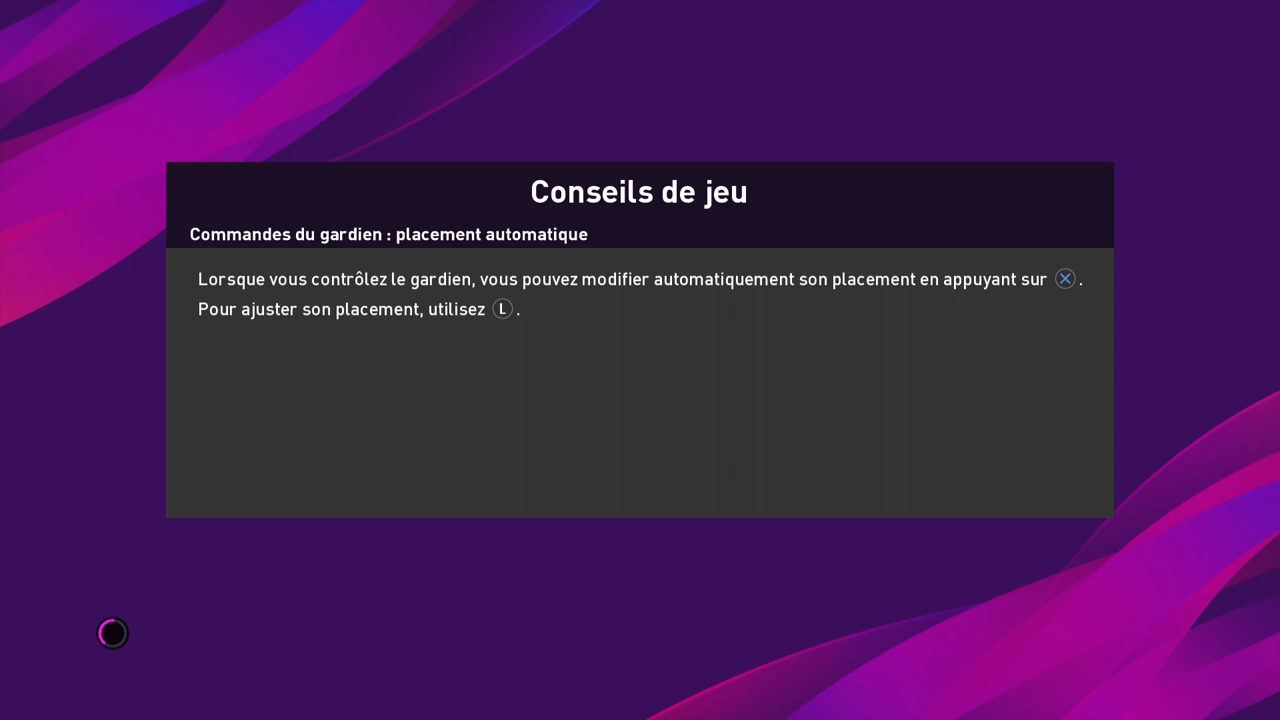 Conseils de jeu
Commandes du gardien : placement automatique
Lorsque vous contrôlez le gardien, vous pouvez modifier automatiquement son placement en appuyant sur ⓧ.
Pour ajuster son placement, utilisez Ⓛ.